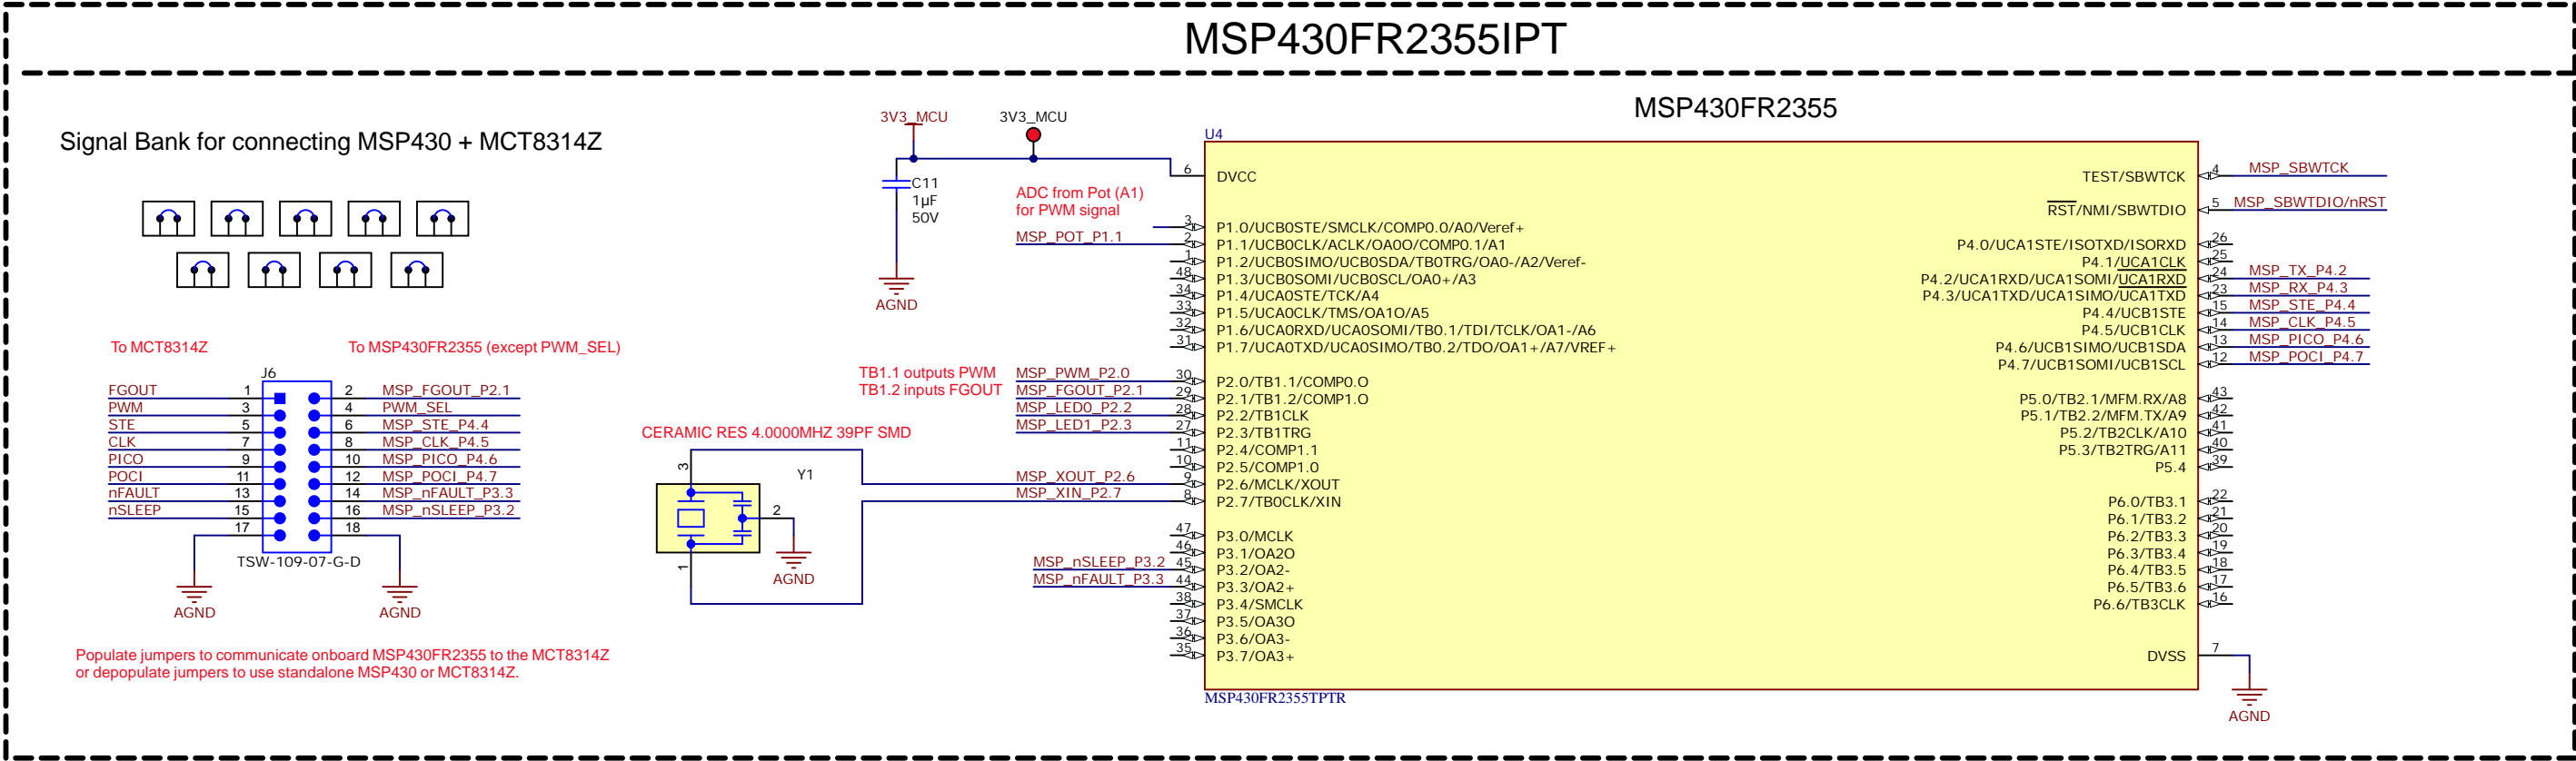 MSP430FR2355IPT
Signal Bank for connecting MSP430 + MCT8314Z
To MCT8314Z
To MSP430FR2355 (except PWM_SEL)
J6
FGOUT 1 2 MSP_FGOUT_P2.1
PWM 3 4 PWM_SEL
STE 5 6 MSP_STE_P4.4
CLK 7 8 MSP_CLK_P4.5
PICO 9 10 MSP_PICO_P4.6
POCI 11 12 MSP_POCI_P4.7
nFAULT 13 14 MSP_nFAULT_P3.3
nSLEEP 15 16 MSP_nSLEEP_P3.2
17 18
TSW-109-07-G-D
AGND
AGND
Populate jumpers to communicate onboard MSP430FR2355 to the MCT8314Z
or depopulate jumpers to use standalone MSP430 or MCT8314Z.
3V3_MCU
3V3_MCU
C11
1µF
50V
AGND
ADC from Pot (A1)
for PWM signal
MSP_POT_P1.1
TB1.1 outputs PWM
TB1.2 inputs FGOUT
MSP_PWM_P2.0
MSP_FGOUT_P2.1
MSP_LED0_P2.2
MSP_LED1_P2.3
CERAMIC RES 4.0000MHZ 39PF SMD
3
Y1
2
1
AGND
MSP_XOUT_P2.6
MSP_XIN_P2.7
MSP_nSLEEP_P3.2
MSP_nFAULT_P3.3
MSP430FR2355
U4
6 DVCC
3 P1.0/UCB0STE/SMCLK/COMP0.0/A0/Veref+
2 P1.1/UCB0CLK/ACLK/OA0O/COMP0.1/A1
1 P1.2/UCB0SIMO/UCB0SDA/TB0TRG/OA0-/A2/Veref-
48 P1.3/UCB0SOMI/UCB0SCL/OA0+/A3
34 P1.4/UCA0STE/TCK/A4
33 P1.5/UCA0CLK/TMS/OA1O/A5
32 P1.6/UCA0RXD/UCA0SOMI/TB0.1/TDI/TCLK/OA1-/A6
31 P1.7/UCA0TXD/UCA0SIMO/TB0.2/TDO/OA1+/A7/VREF+
30 P2.0/TB1.1/COMP0.O
29 P2.1/TB1.2/COMP1.O
28 P2.2/TB1CLK
27 P2.3/TB1TRG
11 P2.4/COMP1.1
10 P2.5/COMP1.0
9 P2.6/MCLK/XOUT
8 P2.7/TB0CLK/XIN
47 P3.0/MCLK
46 P3.1/OA2O
45 P3.2/OA2-
44 P3.3/OA2+
38 P3.4/SMCLK
37 P3.5/OA3O
36 P3.6/OA3-
35 P3.7/OA3+
MSP430FR2355TPTR
TEST/SBWTCK 4 MSP_SBWTCK
RST/NMI/SBWTDIO 5 MSP_SBWTDIO/nRST
P4.0/UCA1STE/ISOTXD/ISORXD 26
P4.1/UCA1CLK 25
P4.2/UCA1RXD/UCA1SOMI/UCA1RXD 24 MSP_TX_P4.2
P4.3/UCA1TXD/UCA1SIMO/UCA1TXD 23 MSP_RX_P4.3
P4.4/UCB1STE 15 MSP_STE_P4.4
P4.5/UCB1CLK 14 MSP_CLK_P4.5
P4.6/UCB1SIMO/UCB1SDA 13 MSP_PICO_P4.6
P4.7/UCB1SOMI/UCB1SCL 12 MSP_POCI_P4.7
P5.0/TB2.1/MFM.RX/A8 43
P5.1/TB2.2/MFM.TX/A9 42
P5.2/TB2CLK/A10 41
P5.3/TB2TRG/A11 40
P5.4 39
P6.0/TB3.1 22
P6.1/TB3.2 21
P6.2/TB3.3 20
P6.3/TB3.4 19
P6.4/TB3.5 18
P6.5/TB3.6 17
P6.6/TB3CLK 16
DVSS 7
AGND